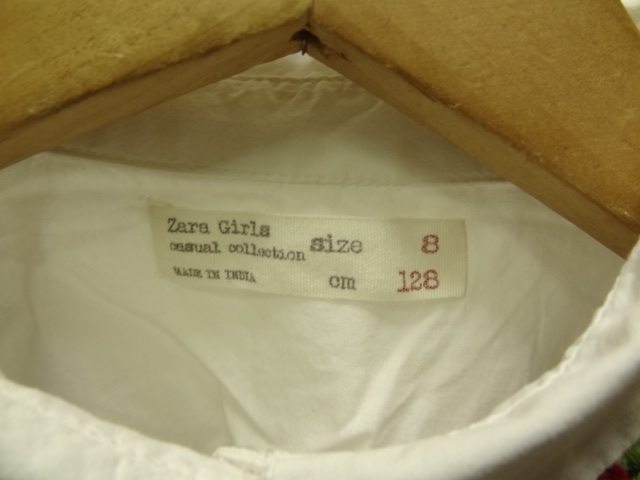 Zara Girls
casual collection size 8
MADE IN INDIA cm 128